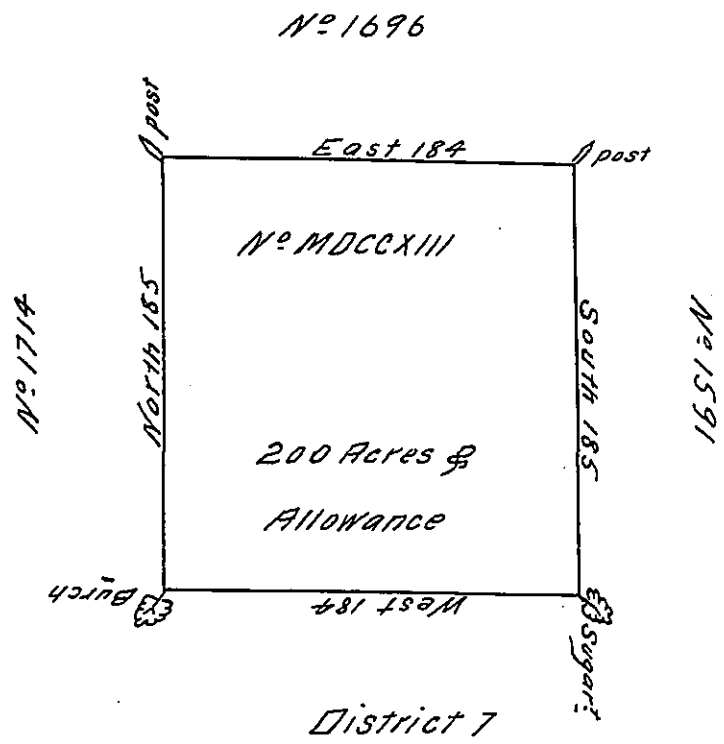 Nº 1696
post
East 184
post
Nº MDCCXIII
Nº 1714
North 185
South 185
Nº 1591
200 Acres &
Allowance
Burch
West 184
Sugart
District 7